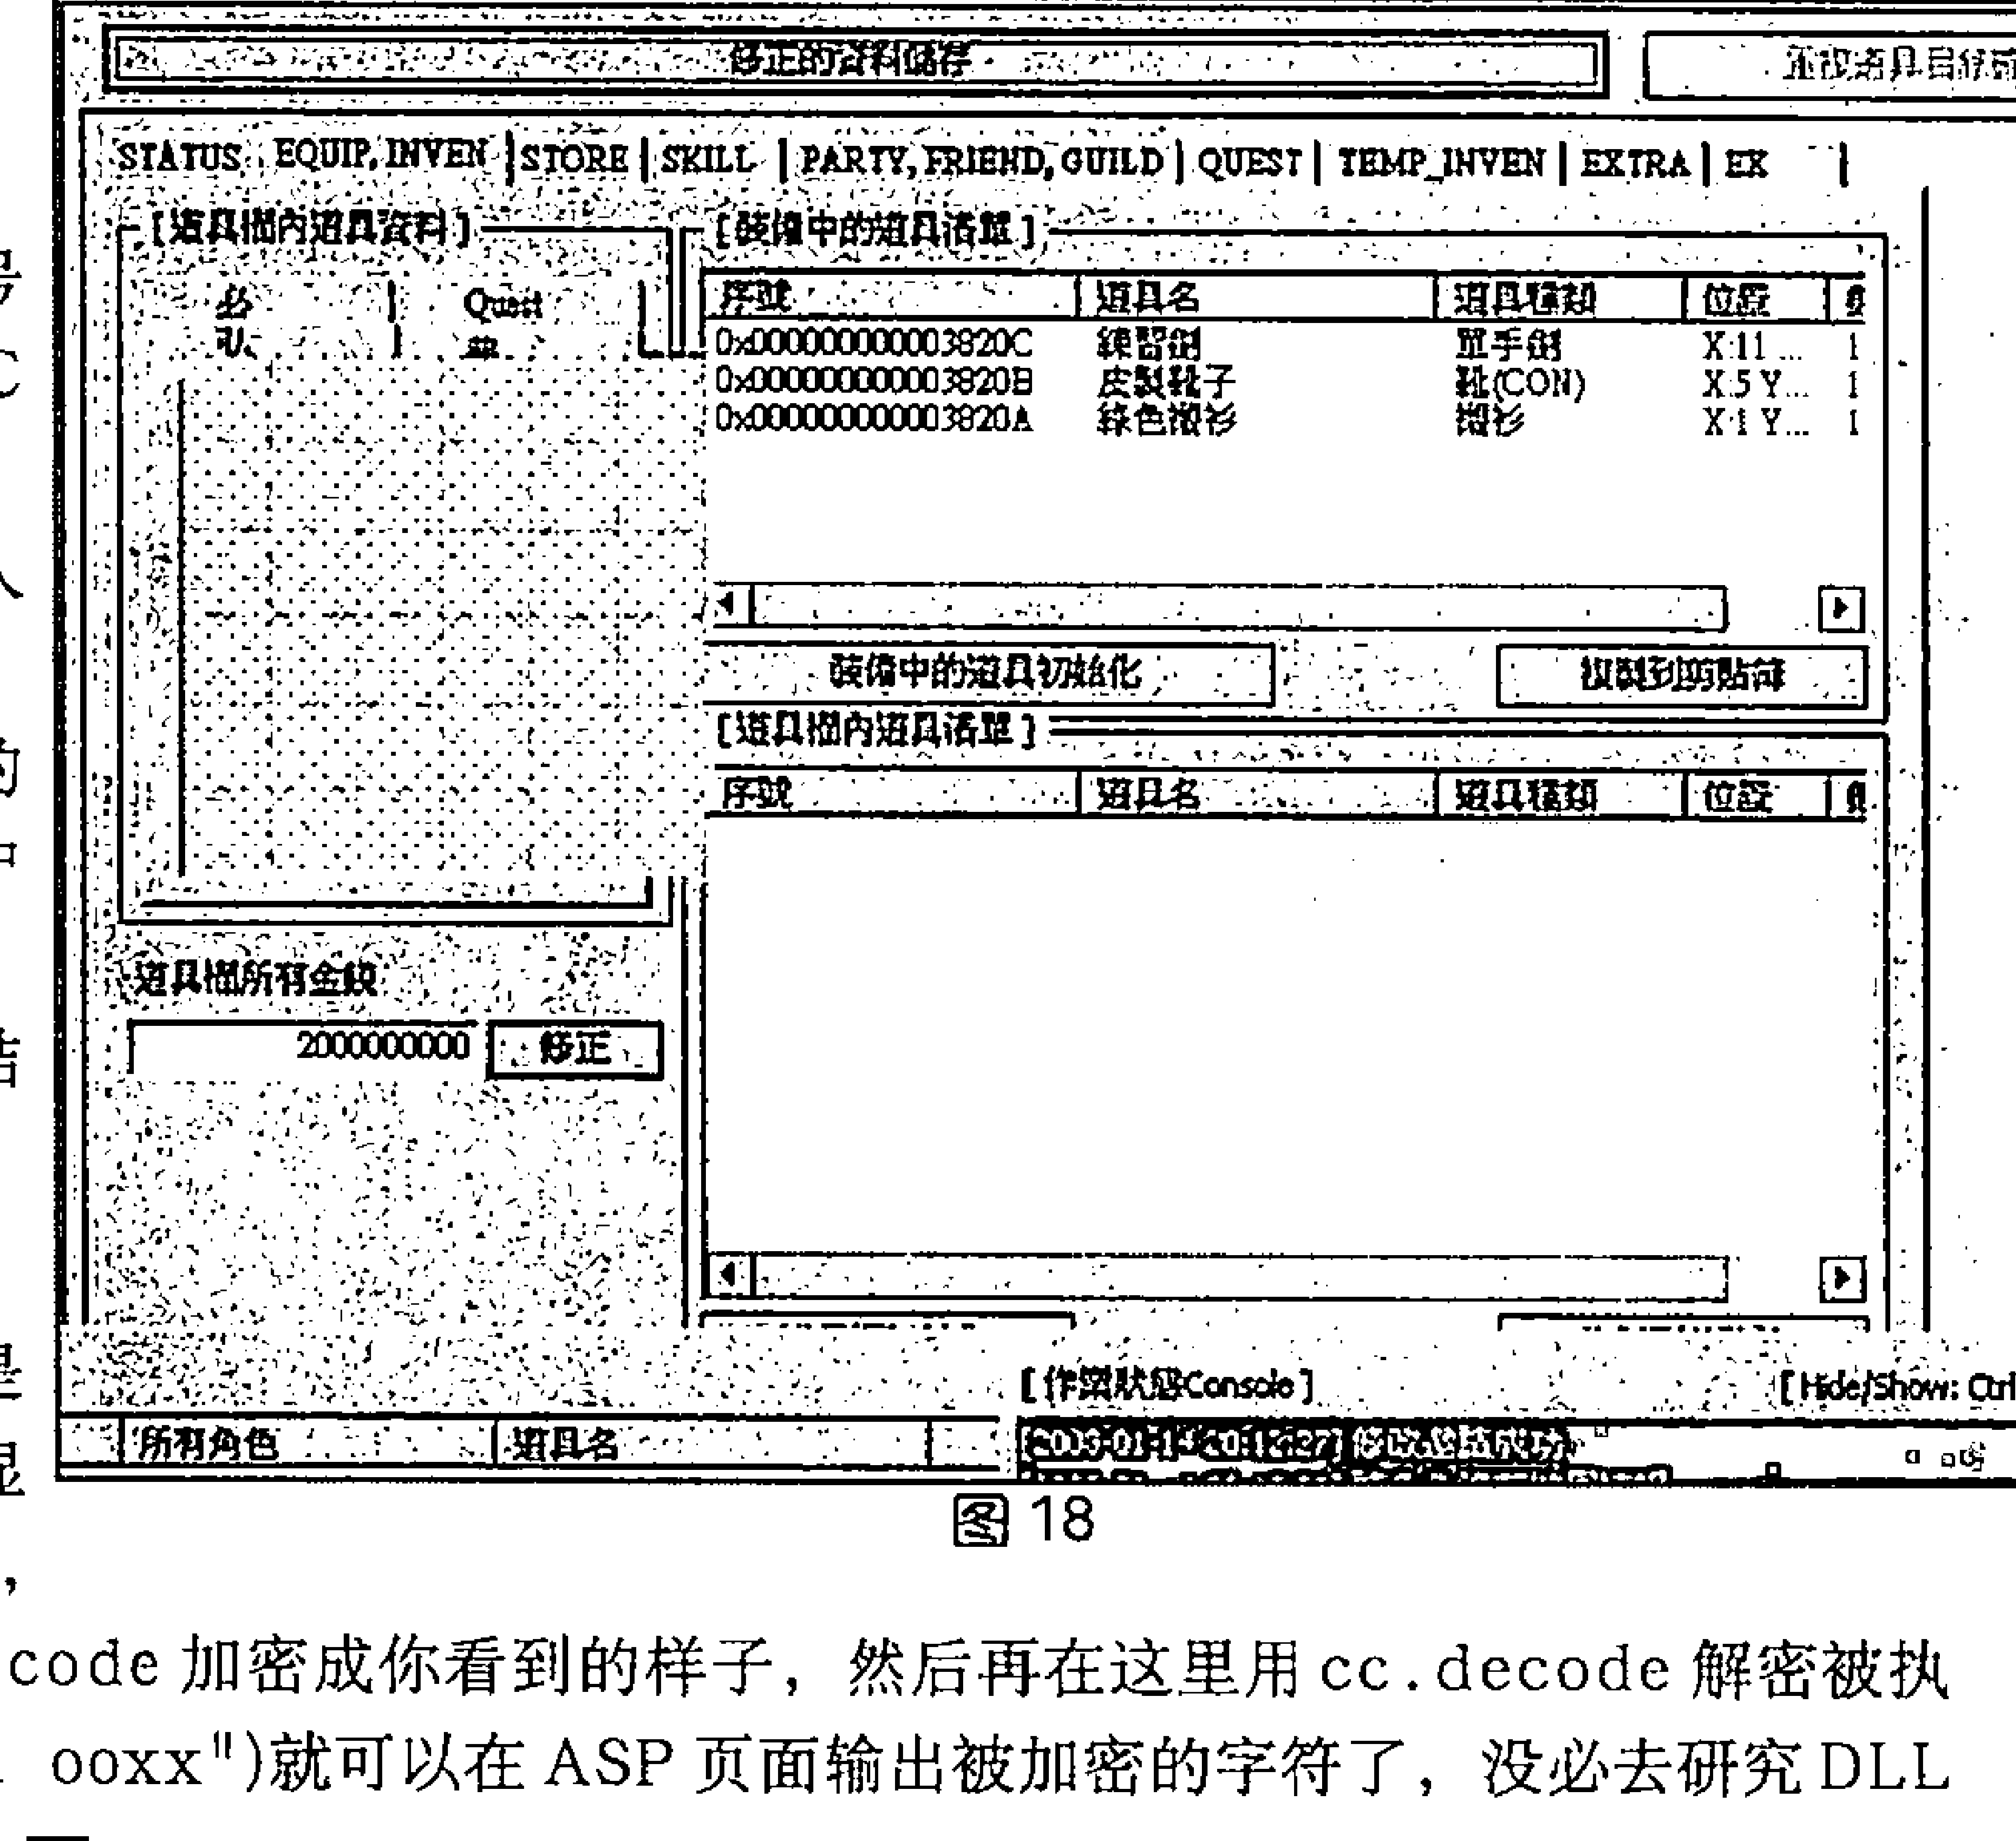 修正的資料儲存
STATUS EQUIP, INVEN STORE SKILL PARTY, FRIEND, GUILD QUEST TEMP_INVEN EXTRA EX
[道具欄內道具資料]
[裝備中的道具清單]
Quest
序號 道具名 道具種類 位置
0x000000000003820C 練習劍 單手劍 X:11 ... 1
0x000000000003820B 皮製靴子 靴(CON) X:5 Y... 1
0x000000000003820A 綠色襯衫 襯衫 X:1 Y... 1
裝備中的道具初始化 複製到剪貼簿
[道具欄內道具清單]
序號 道具名 道具種類 位置
道具欄所有金錢
2000000000 修正
[作業狀態Console] [Hide/Show: Ctrl
所有角色 道具名
图 18
,
code 加密成你看到的样子，然后再在这里用 cc.decode 解密被执
ooxx")就可以在 ASP 页面输出被加密的字符了，没必去研究 DLL